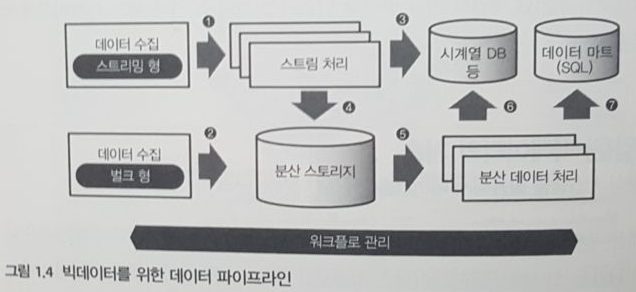 데이터 수집
스트리밍 형
❶
스트림 처리
❸
시계열 DB
등
데이터 마트
(SQL)
❹
❻
❼
데이터 수집
벌크 형
❷
분산 스토리지
❺
분산 데이터 처리
워크플로 관리
그림 1.4 빅데이터를 위한 데이터 파이프라인